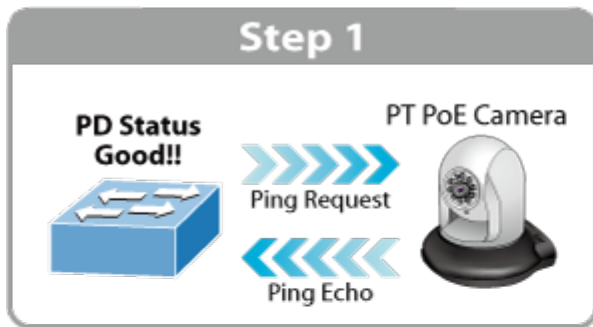 Step 1
PD Status
Good!!
PT PoE Camera
Ping Request
Ping Echo